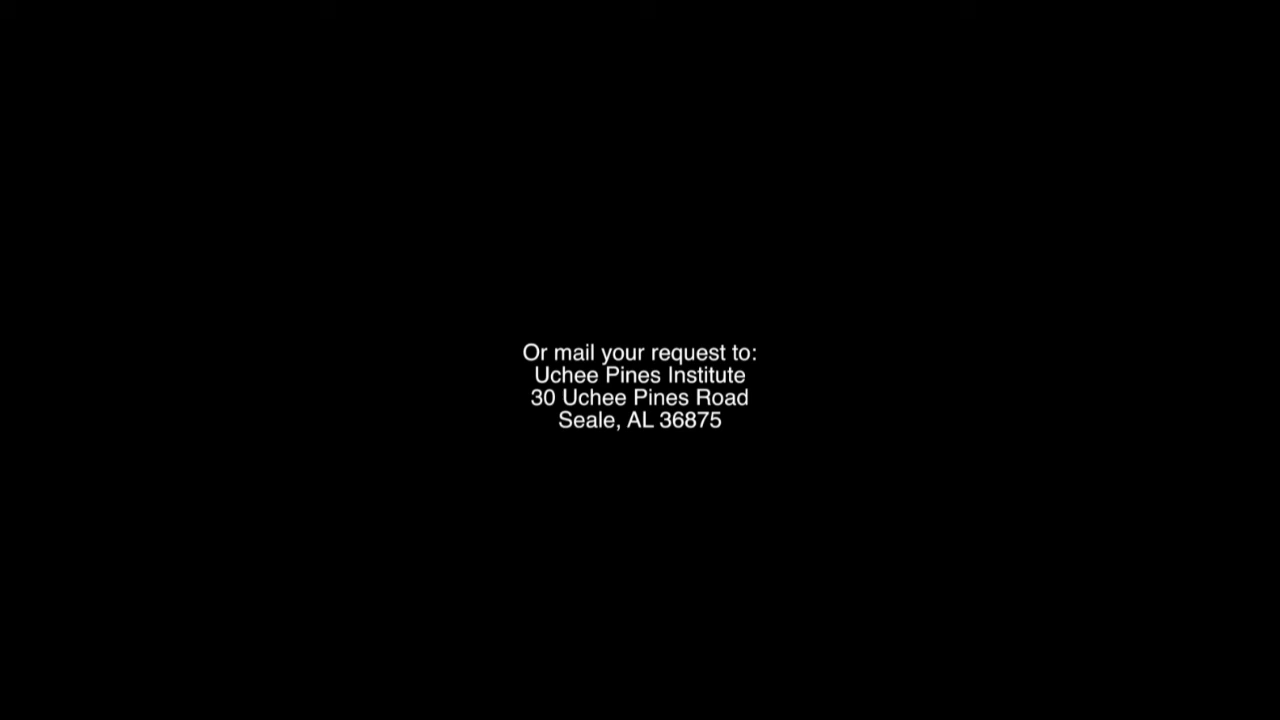 Or mail your request to:
Uchee Pines Institute
30 Uchee Pines Road
Seale, AL 36875